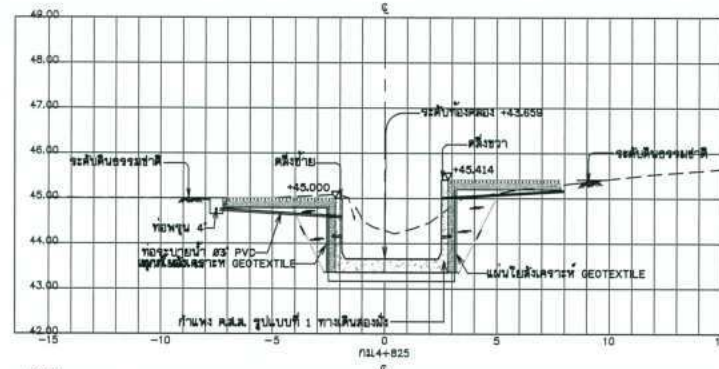 ℄
49.00
48.00
47.00
46.00
45.00
44.00
43.00
42.00
ระดับท้องคลอง +43.659
ตลิ่งขวา
ระดับดินธรรมชาติ
ตลิ่งซ้าย
ระดับดินธรรมชาติ
+45.414
+45.000
ท่อพรุน 4"
ท่อระบายน้ำ Ø3" PVC
GEOTEXTILE
แผ่นใยสังเคราะห์ GEOTEXTILE
กำแพง ค.ส.ล. รูปแบบที่ 1 ทางเดินสองฝั่ง
-15
-10
-5
0
5
10
กม.4+825